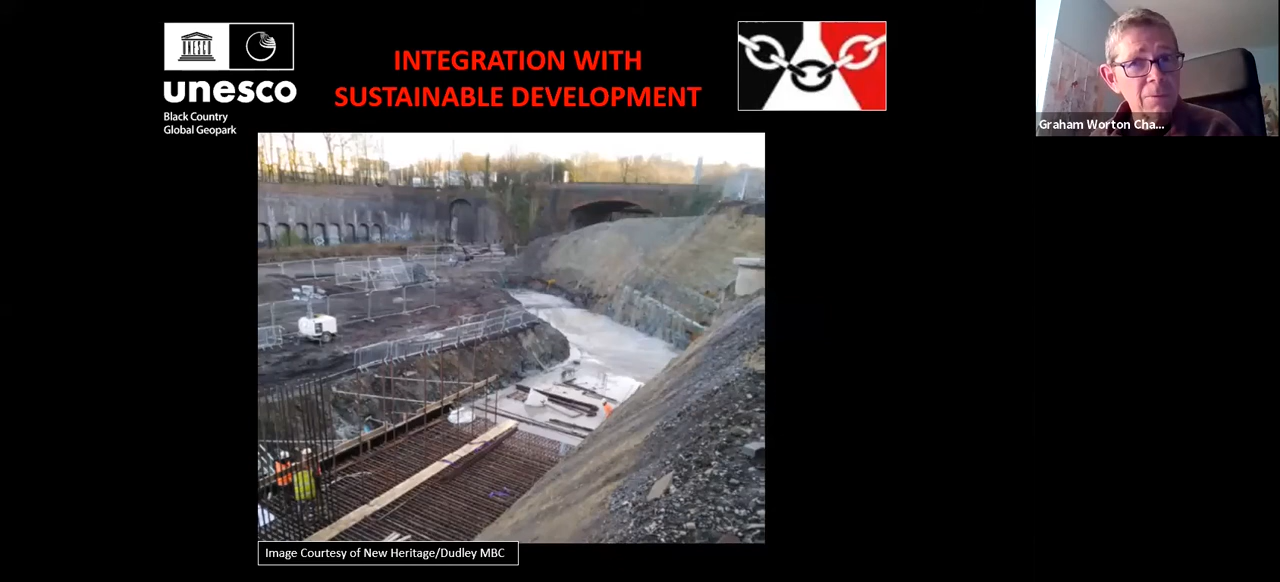 UNESCO
unesco
Black Country
Global Geopark
INTEGRATION WITH
SUSTAINABLE DEVELOPMENT
Graham Worton Cha...
Image Courtesy of New Heritage/Dudley MBC